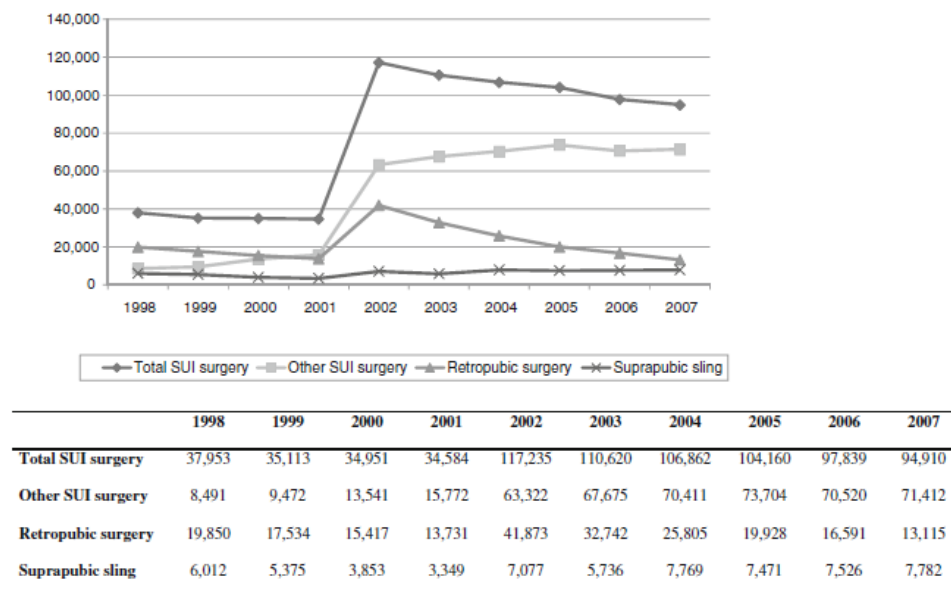 140,000
120,000
100,000
80,000
60,000
40,000
20,000
0
1998 1999 2000 2001 2002 2003 2004 2005 2006 2007
Total SUI surgery Other SUI surgery Retropubic surgery Suprapubic sling
1998 1999 2000 2001 2002 2003 2004 2005 2006 2007
Total SUI surgery 37,953 35,113 34,951 34,584 117,235 110,620 106,862 104,160 97,839 94,910
Other SUI surgery 8,491 9,472 13,541 15,772 63,322 67,675 70,411 73,704 70,520 71,412
Retropubic surgery 19,850 17,534 15,417 13,731 41,873 32,742 25,805 19,928 16,591 13,115
Suprapubic sling 6,012 5,375 3,853 3,349 7,077 5,736 7,769 7,471 7,526 7,782